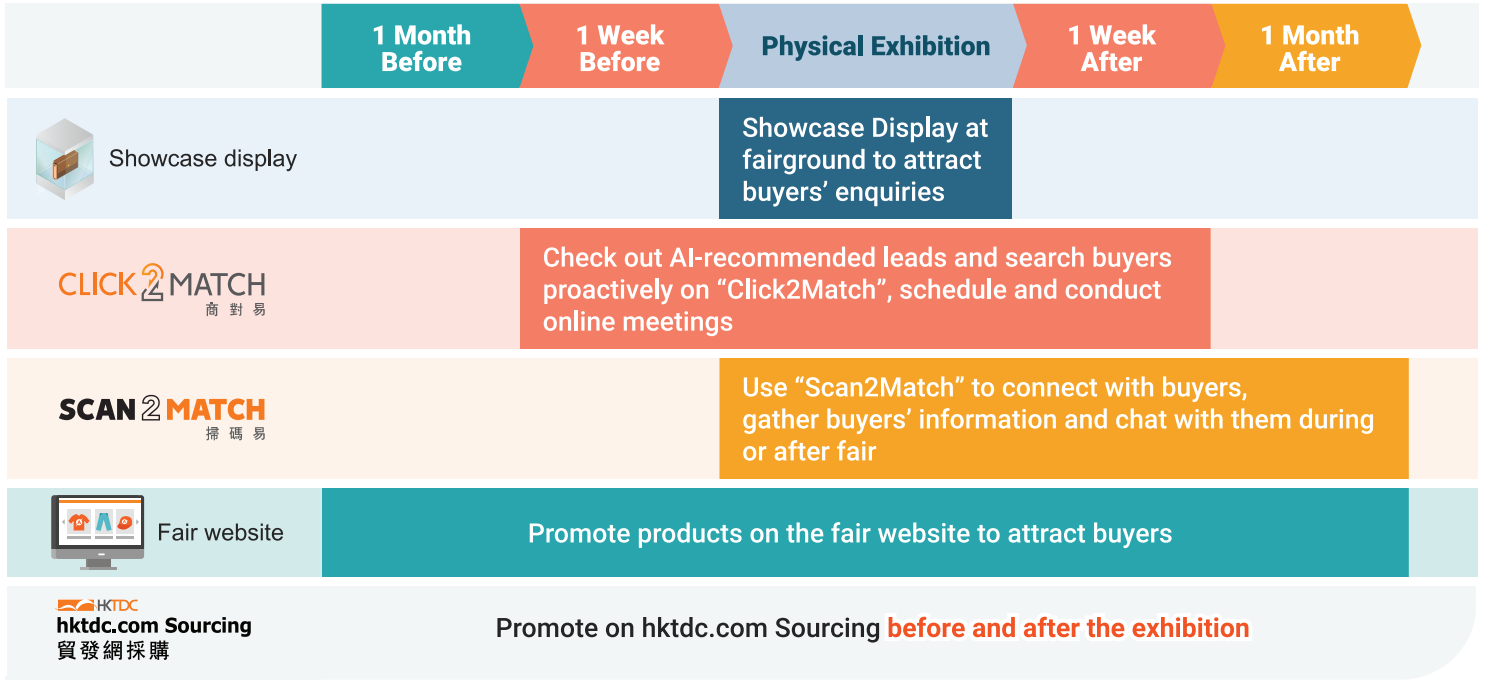 1 Month
Before
1 Week
Before
Physical Exhibition
1 Week
After
1 Month
After
Showcase display
Showcase Display at
fairground to attract
buyers’ enquiries
CLICK2MATCH
商對易
Check out AI-recommended leads and search buyers
proactively on “Click2Match”, schedule and conduct
online meetings
SCAN2MATCH
掃碼易
Use “Scan2Match” to connect with buyers,
gather buyers’ information and chat with them during
or after fair
Fair website
Promote products on the fair website to attract buyers
HKTDC
hktdc.com Sourcing
貿發網採購
Promote on hktdc.com Sourcing before and after the exhibition